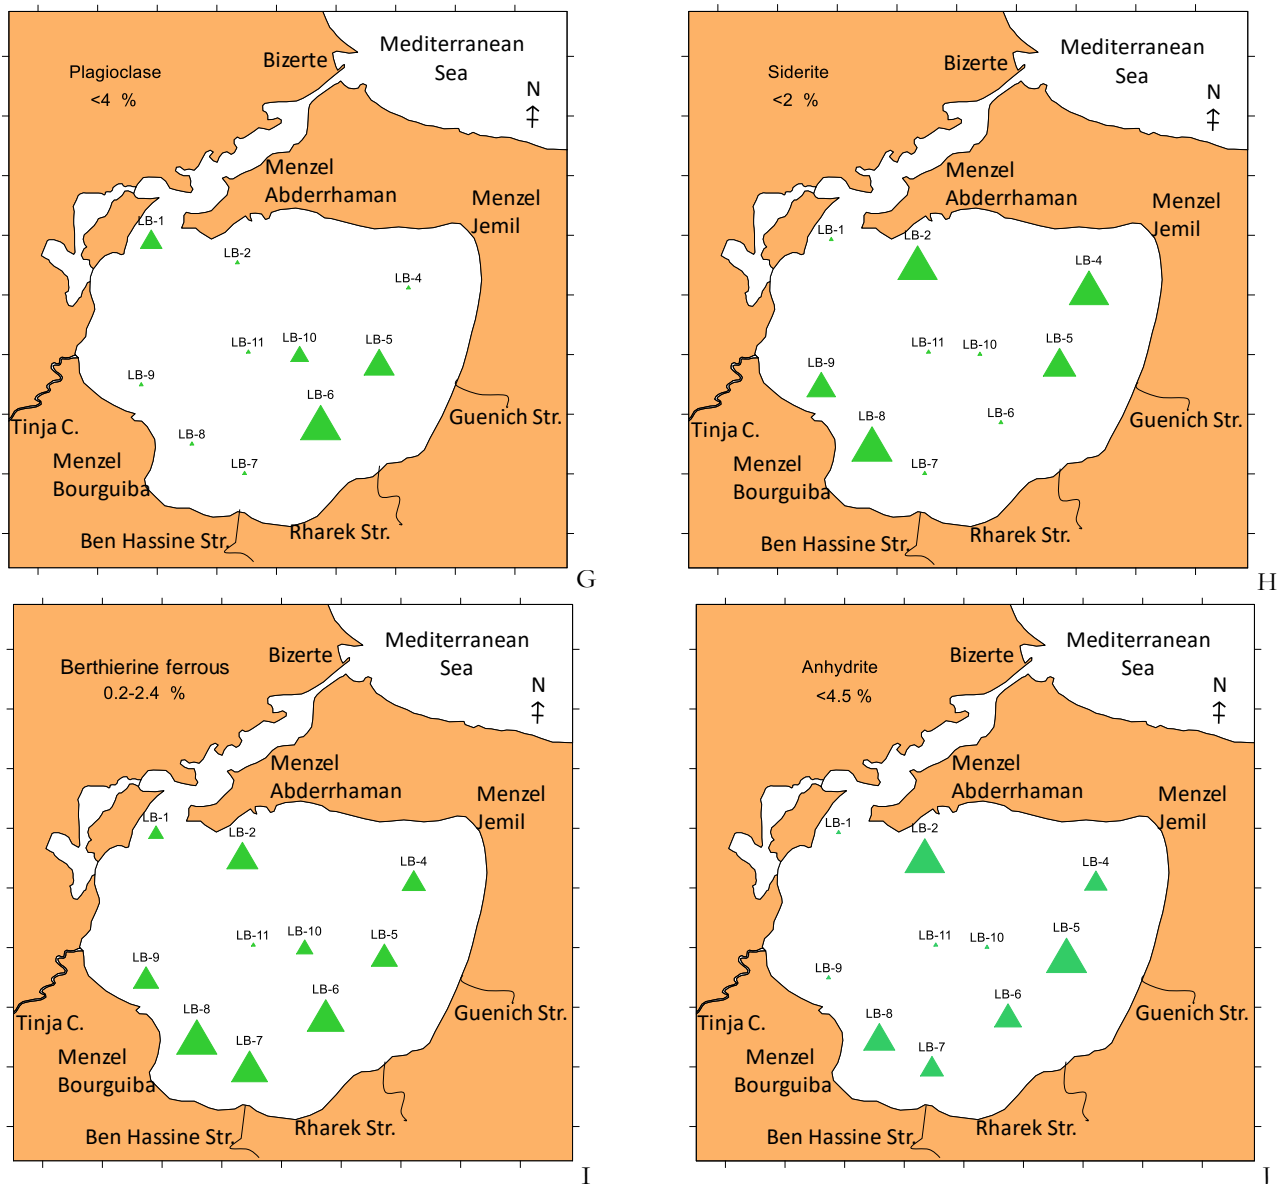 Mediterranean
Sea
Bizerte
Plagioclase
<4 %
N
Menzel
Abderrhaman
Menzel
Jemil
LB-1
LB-2
LB-4
LB-11
LB-10
LB-5
LB-9
LB-6
Guenich Str.
Tinja C.
LB-8
LB-7
Menzel
Bourguiba
Rharek Str.
Ben Hassine Str.
G
Mediterranean
Sea
Bizerte
Siderite
<2 %
N
Menzel
Abderrhaman
Menzel
Jemil
LB-1
LB-2
LB-4
LB-11
LB-10
LB-5
LB-9
LB-8
LB-6
Guenich Str.
Tinja C.
LB-7
Menzel
Bourguiba
Rharek Str.
Ben Hassine Str.
H
Mediterranean
Sea
Bizerte
Berthierine ferrous
0.2-2.4 %
N
Menzel
Abderrhaman
Menzel
Jemil
LB-1
LB-2
LB-4
LB-11
LB-10
LB-5
LB-9
LB-6
LB-8
Guenich Str.
Tinja C.
LB-7
Menzel
Bourguiba
Rharek Str.
Ben Hassine Str.
I
Mediterranean
Sea
Bizerte
Anhydrite
<4.5 %
N
Menzel
Abderrhaman
Menzel
Jemil
LB-1
LB-2
LB-4
LB-11
LB-10
LB-5
LB-9
LB-6
LB-8
Guenich Str.
Tinja C.
LB-7
Menzel
Bourguiba
Rharek Str.
Ben Hassine Str.
J